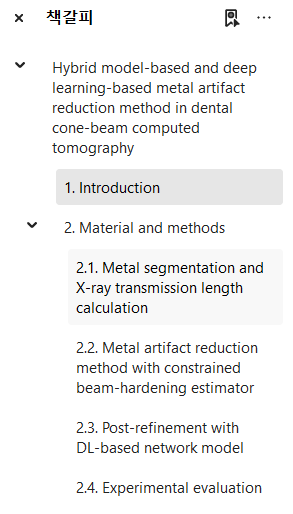 책갈피
Hybrid model-based and deep
learning-based metal artifact
reduction method in dental
cone-beam computed
tomography
1. Introduction
2. Material and methods
2.1. Metal segmentation and
X-ray transmission length
calculation
2.2. Metal artifact reduction
method with constrained
beam-hardening estimator
2.3. Post-refinement with
DL-based network model
2.4. Experimental evaluation